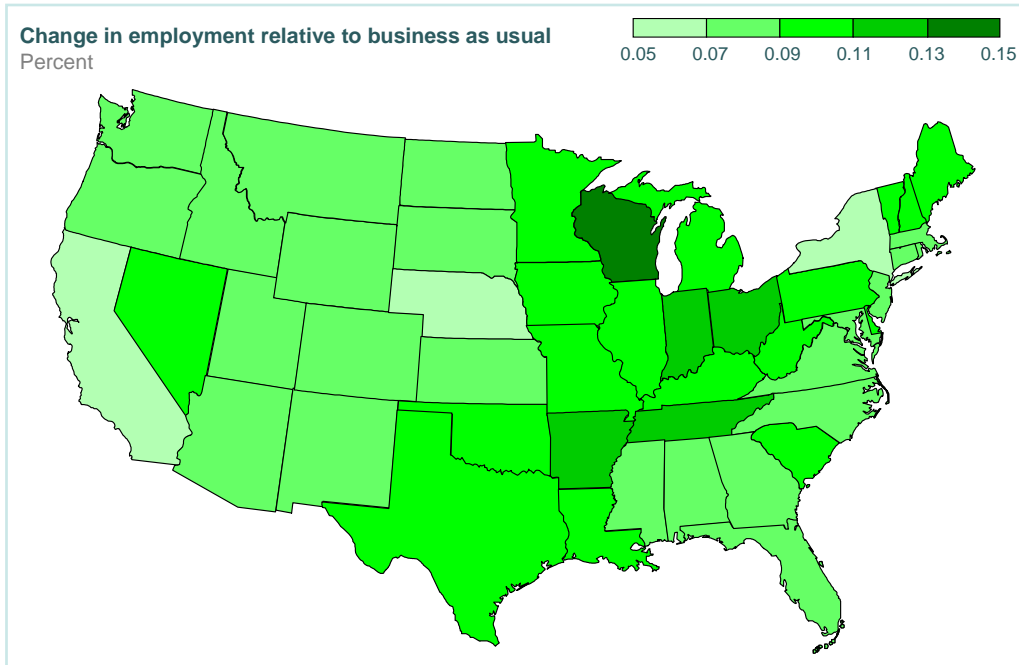 Change in employment relative to business as usual
Percent
0.05 0.07 0.09 0.11 0.13 0.15